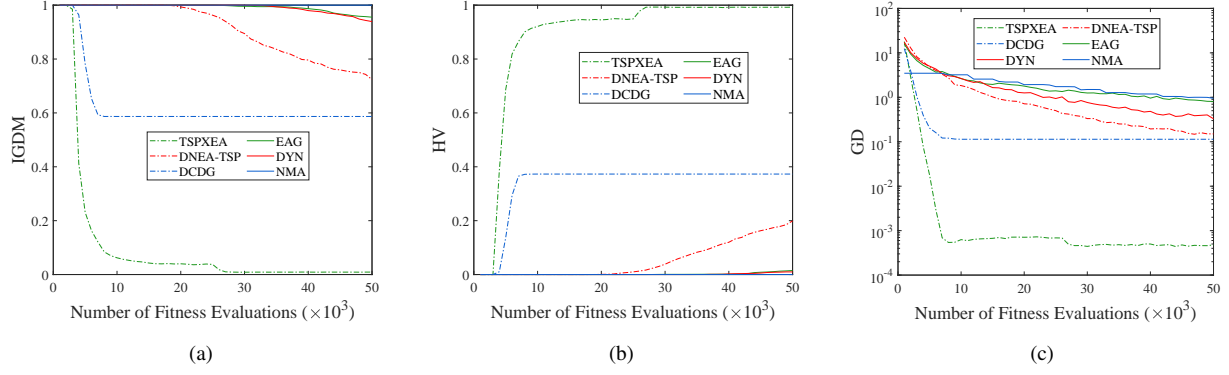 1
0.8
0.6
0.4
0.2
0
IGDM
TSPXEA
DNEA-TSP
DCDG
EAG
DYN
NMA
10 20 30 40 50
Number of Fitness Evaluations (×10³)
(a)
1
0.8
0.6
0.4
0.2
0
HV
TSPXEA
DNEA-TSP
DCDG
EAG
DYN
NMA
10 20 30 40 50
Number of Fitness Evaluations (×10³)
(b)
10²
10¹
10⁰
10⁻¹
10⁻²
10⁻³
10⁻⁴
GD
TSPXEA
DCDG
DYN
DNEA-TSP
EAG
NMA
0 10 20 30 40 50
Number of Fitness Evaluations (×10³)
(c)